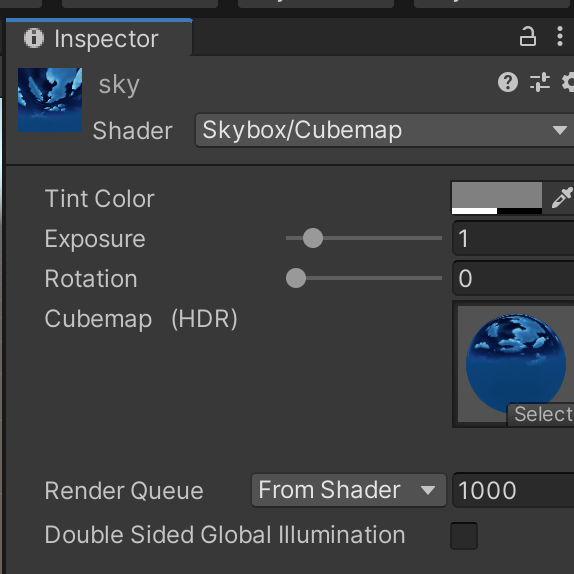 Inspector
sky
Shader Skybox/Cubemap
Tint Color
Exposure 1
Rotation 0
Cubemap (HDR)
Select
Render Queue From Shader 1000
Double Sided Global Illumination